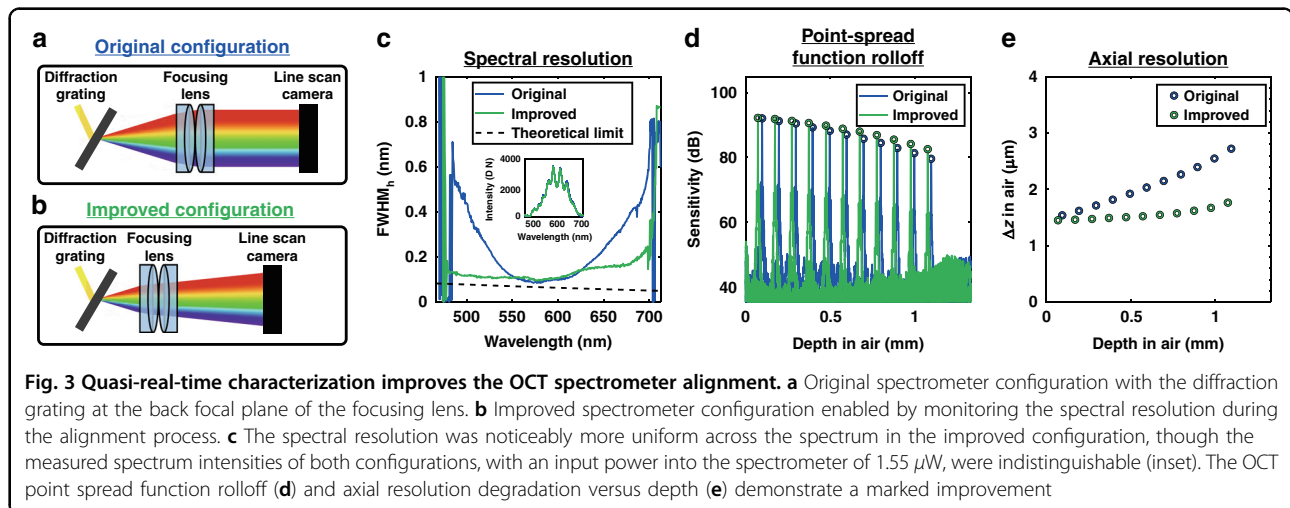 a
Original configuration
Diffraction grating
Focusing lens
Line scan camera
b
Improved configuration
Diffraction grating
Focusing lens
Line scan camera
c
Spectral resolution
Original
Improved
Theoretical limit
FWHMh (nm)
1
0.8
0.6
0.4
0.2
0
500
550
600
650
700
Wavelength (nm)
Intensity (D N)
4000
2000
0
500
600
700
Wavelength (nm)
d
Point-spread
function rolloff
Original
Improved
Sensitivity (dB)
100
80
60
40
0
0.5
1
Depth in air (mm)
e
Axial resolution
Original
Improved
Δz in air (µm)
4
3
2
1
0
0
0.5
1
Depth in air (mm)
Fig. 3 Quasi-real-time characterization improves the OCT spectrometer alignment. a Original spectrometer configuration with the diffraction
grating at the back focal plane of the focusing lens. b Improved spectrometer configuration enabled by monitoring the spectral resolution during
the alignment process. c The spectral resolution was noticeably more uniform across the spectrum in the improved configuration, though the
measured spectrum intensities of both configurations, with an input power into the spectrometer of 1.55 µW, were indistinguishable (inset). The OCT
point spread function rolloff (d) and axial resolution degradation versus depth (e) demonstrate a marked improvement